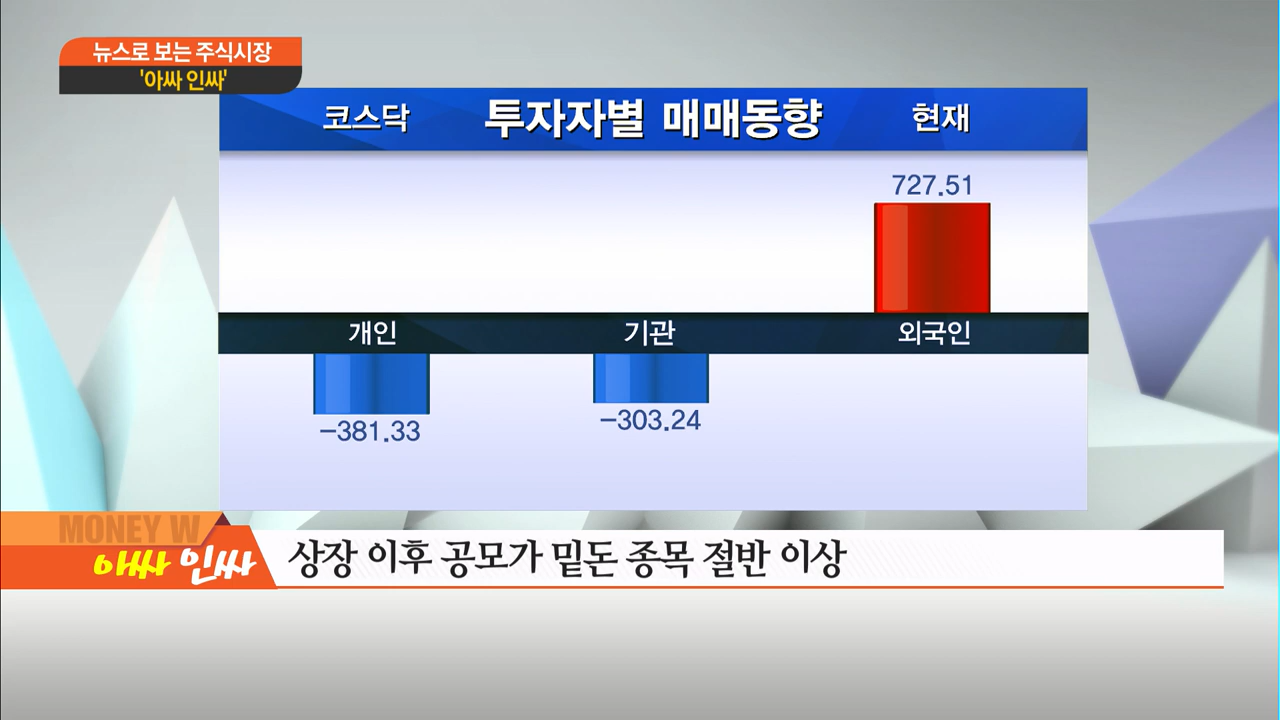 뉴스로 보는 주식시장
'아싸 인싸'
코스닥 투자자별 매매동향 현재
727.51
개인 기관 외국인
-381.33
-303.24
MONEY W
아싸 인싸
상장 이후 공모가 밑돈 종목 절반 이상